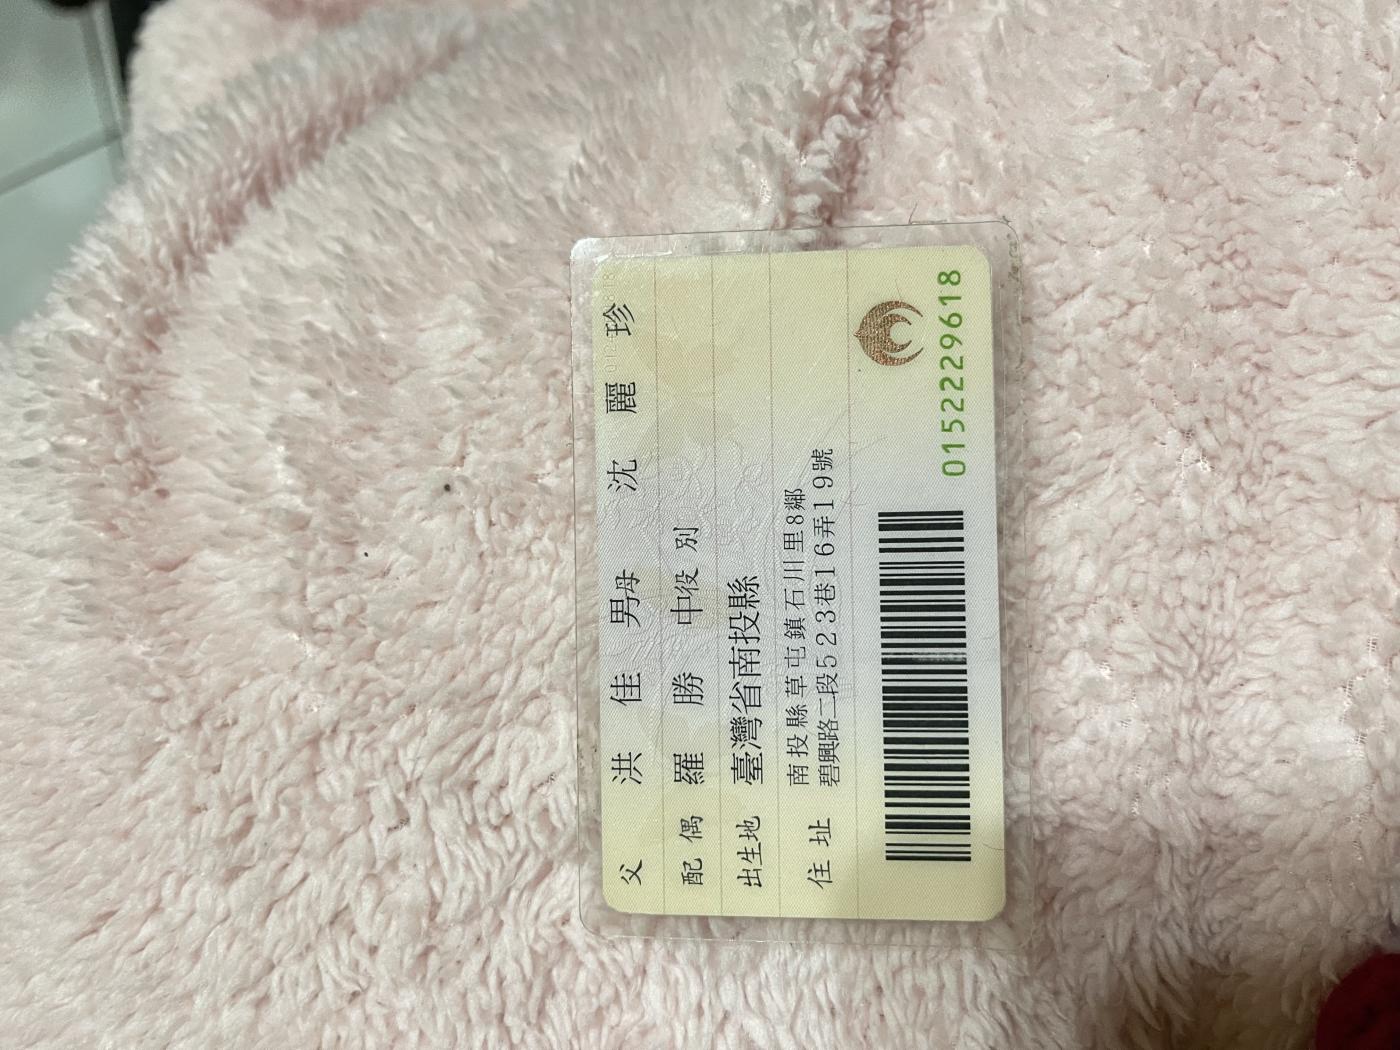 父 洪佳男 母 沈麗珍
配偶 羅勝中 役別
出生地 臺灣省南投縣
住址 南投縣草屯鎮石川里8鄰
碧興路二段523巷16弄19號
0152229618